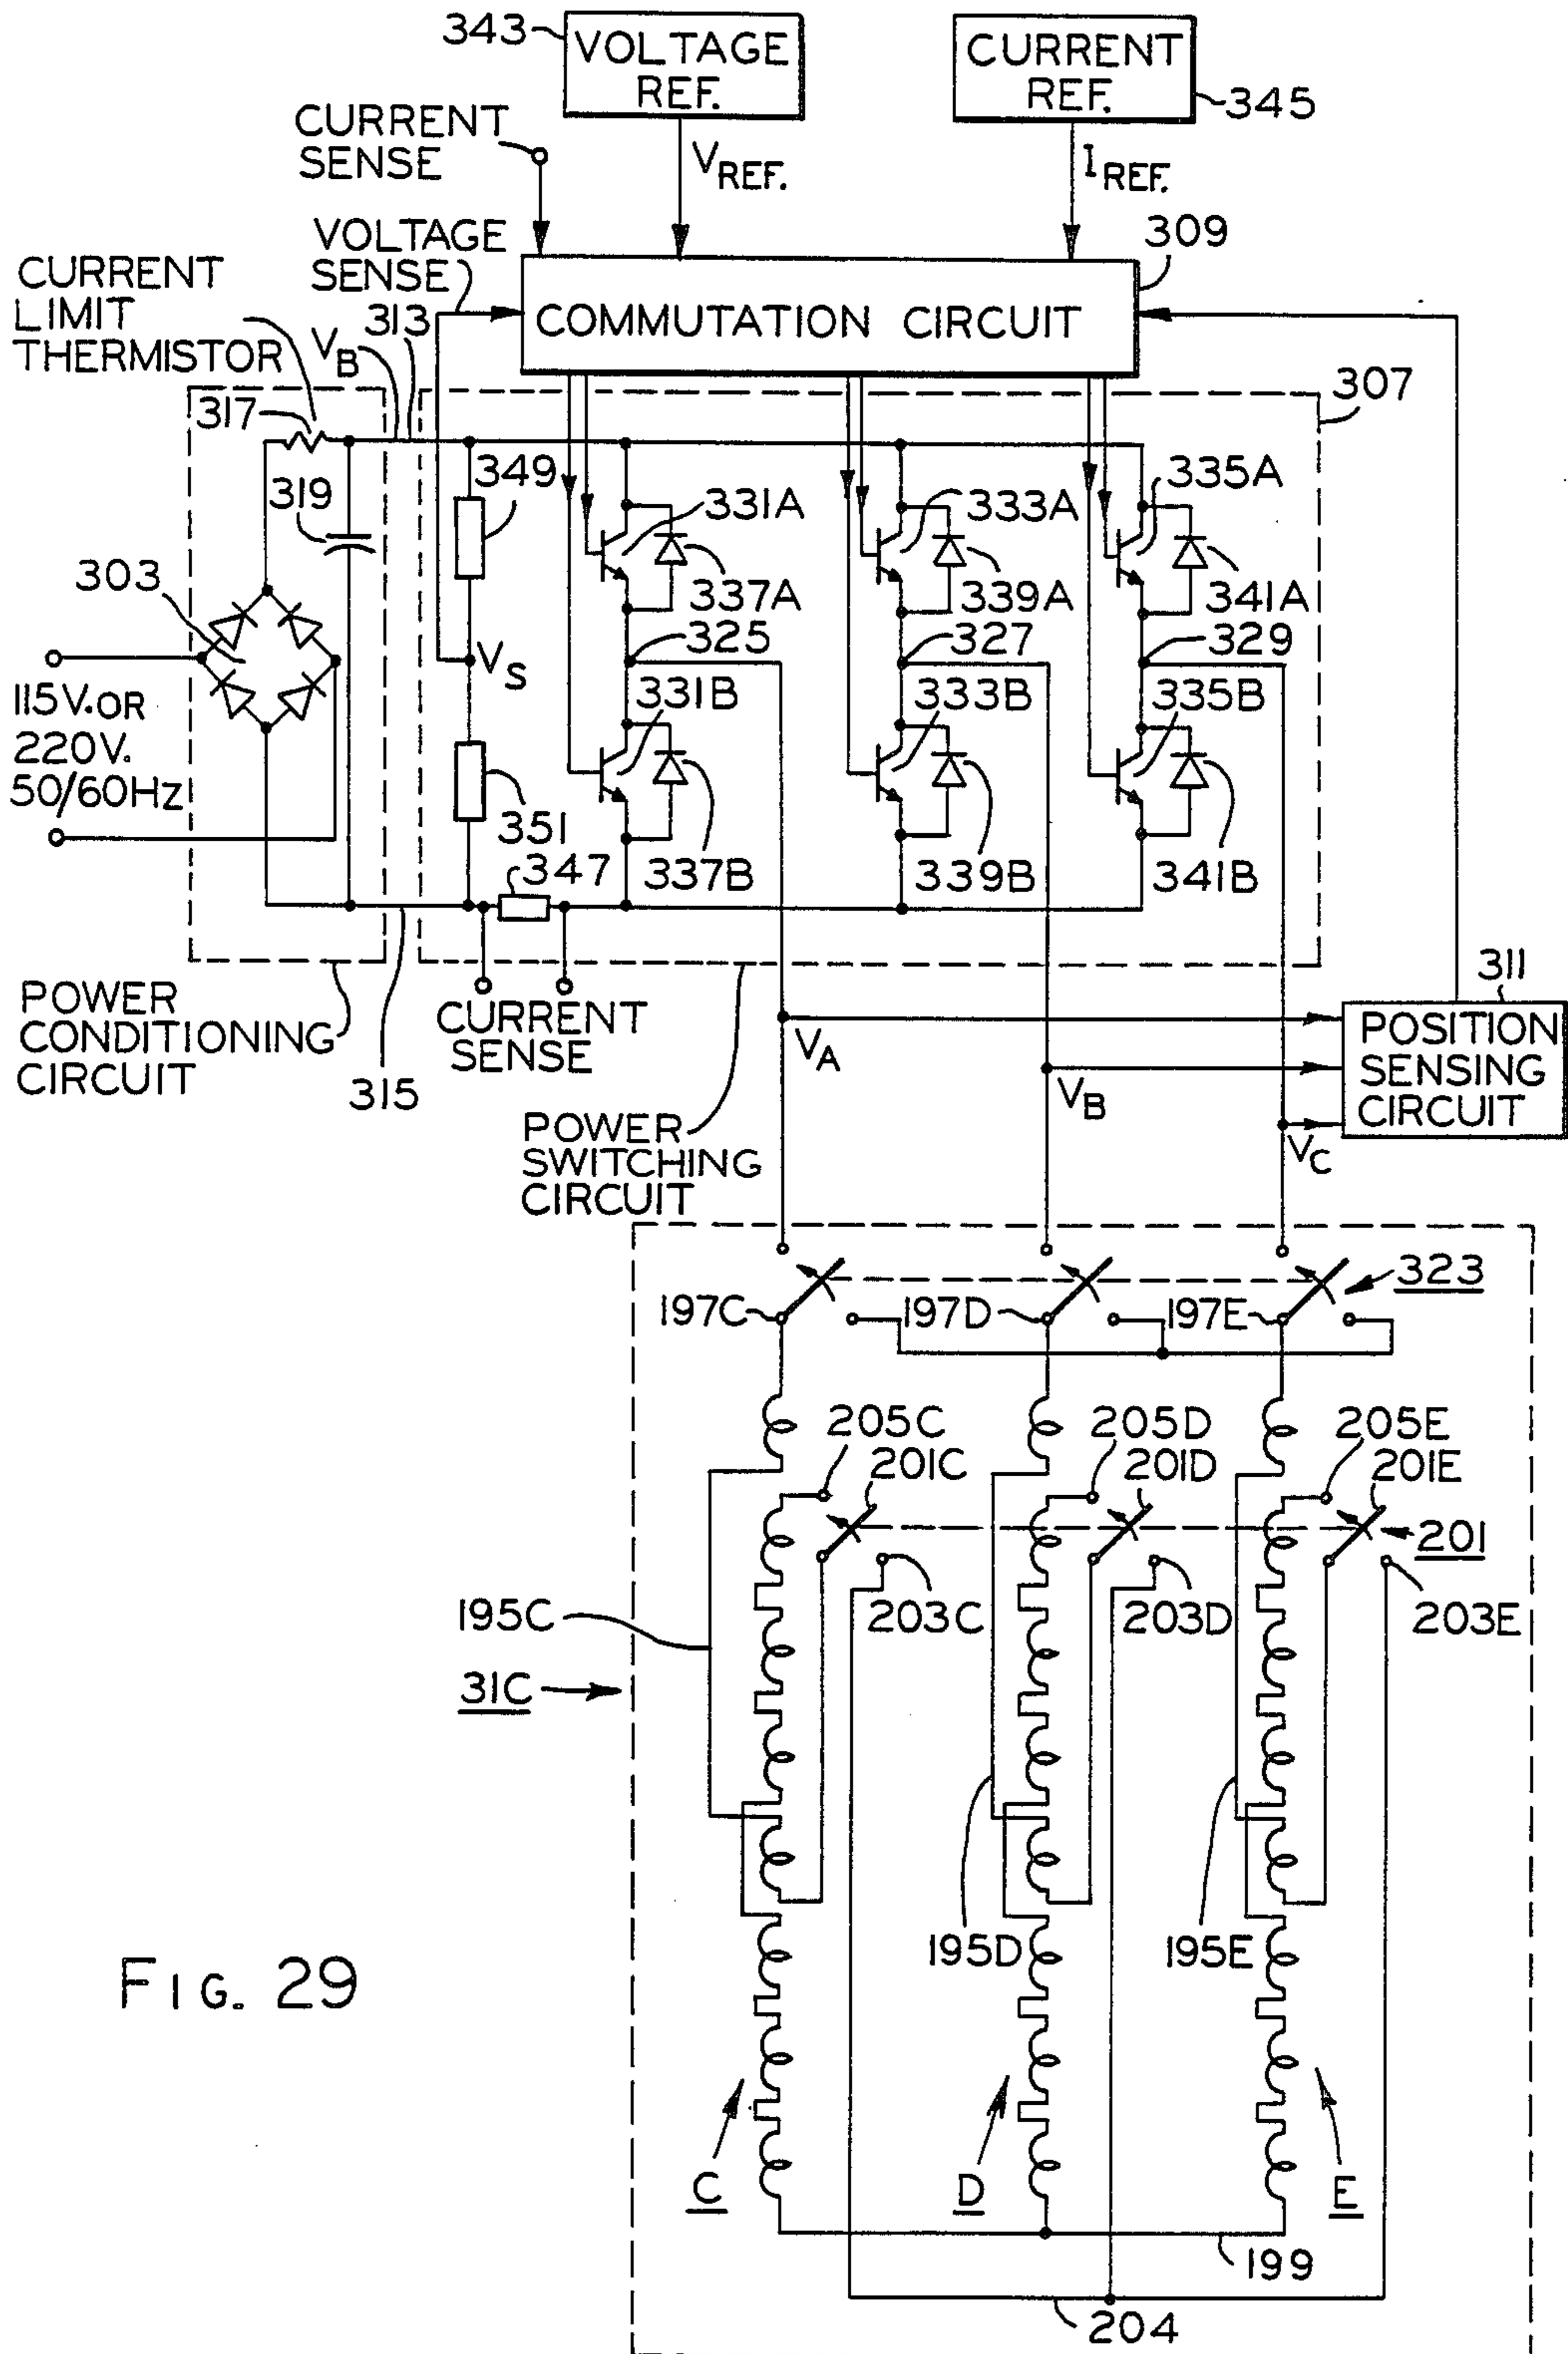 343
VOLTAGE
REF.
CURRENT
REF.
345
CURRENT
SENSE
VREF.
IREF.
VOLTAGE
SENSE
309
CURRENT
LIMIT
THERMISTOR
VB
313
COMMUTATION CIRCUIT
307
317
319
349
331A
333A
335A
303
337A
339A
341A
325
327
329
VS
331B
333B
335B
115V. OR
220V.
50/60Hz
351
347
337B
339B
341B
311
POWER
CONDITIONING
CIRCUIT
315
CURRENT
SENSE
VA
VB
VC
POSITION
SENSING
CIRCUIT
POWER
SWITCHING
CIRCUIT
323
197C
197D
197E
205C
201C
205D
201D
205E
201E
201
195C
203C
203D
203E
31C
195D
195E
FIG. 29
C
D
E
199
204